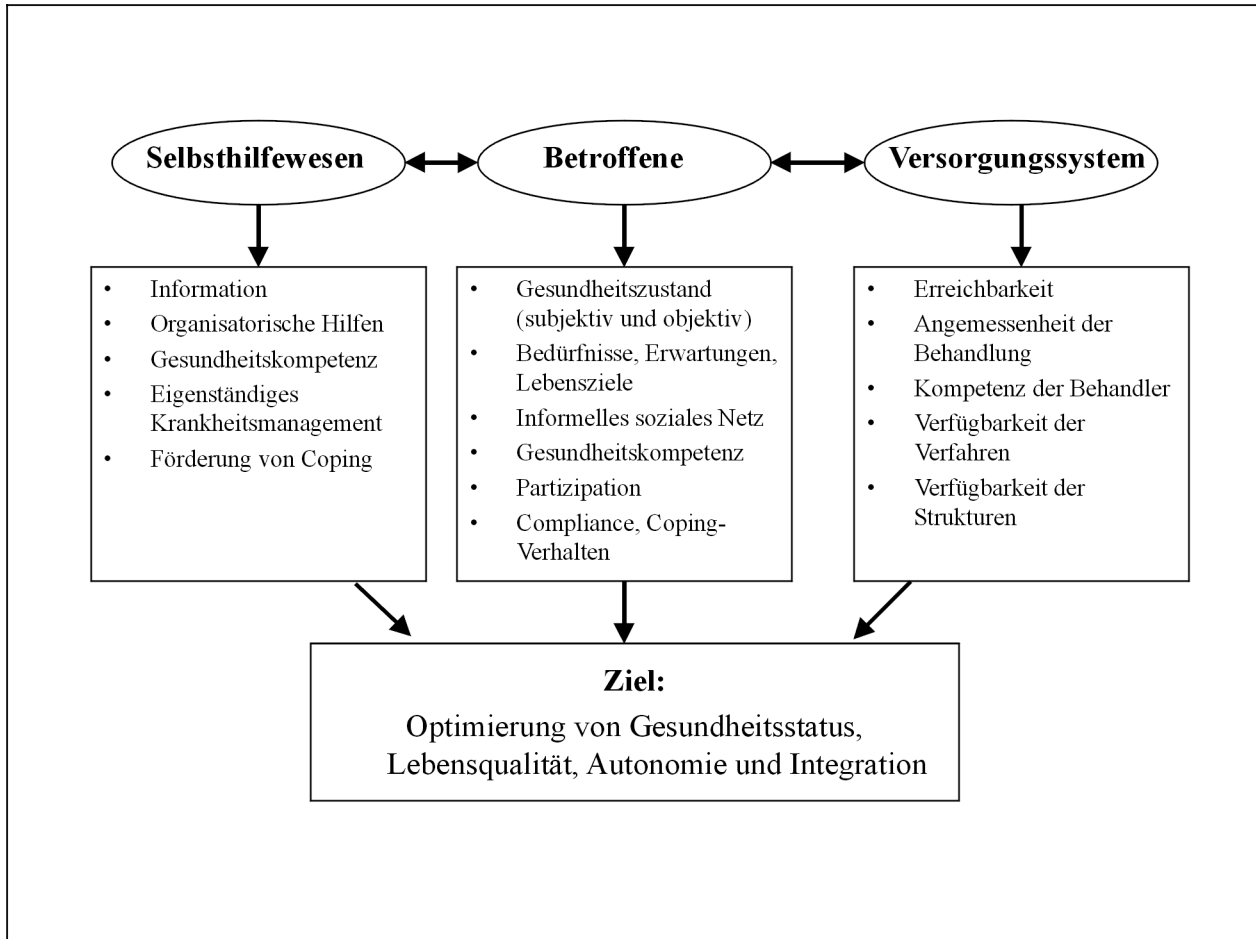 Selbsthilfewesen
Betroffene
Versorgungssystem
• Information
• Organisatorische Hilfen
• Gesundheitskompetenz
• Eigenständiges
Krankheitsmanagement
• Förderung von Coping
• Gesundheitszustand
(subjektiv und objektiv)
• Bedürfnisse, Erwartungen,
Lebensziele
• Informelles soziales Netz
• Gesundheitskompetenz
• Partizipation
• Compliance, Coping-
Verhalten
• Erreichbarkeit
• Angemessenheit der
Behandlung
• Kompetenz der Behandler
• Verfügbarkeit der
Verfahren
• Verfügbarkeit der
Strukturen
Ziel:
Optimierung von Gesundheitsstatus,
Lebensqualität, Autonomie und Integration